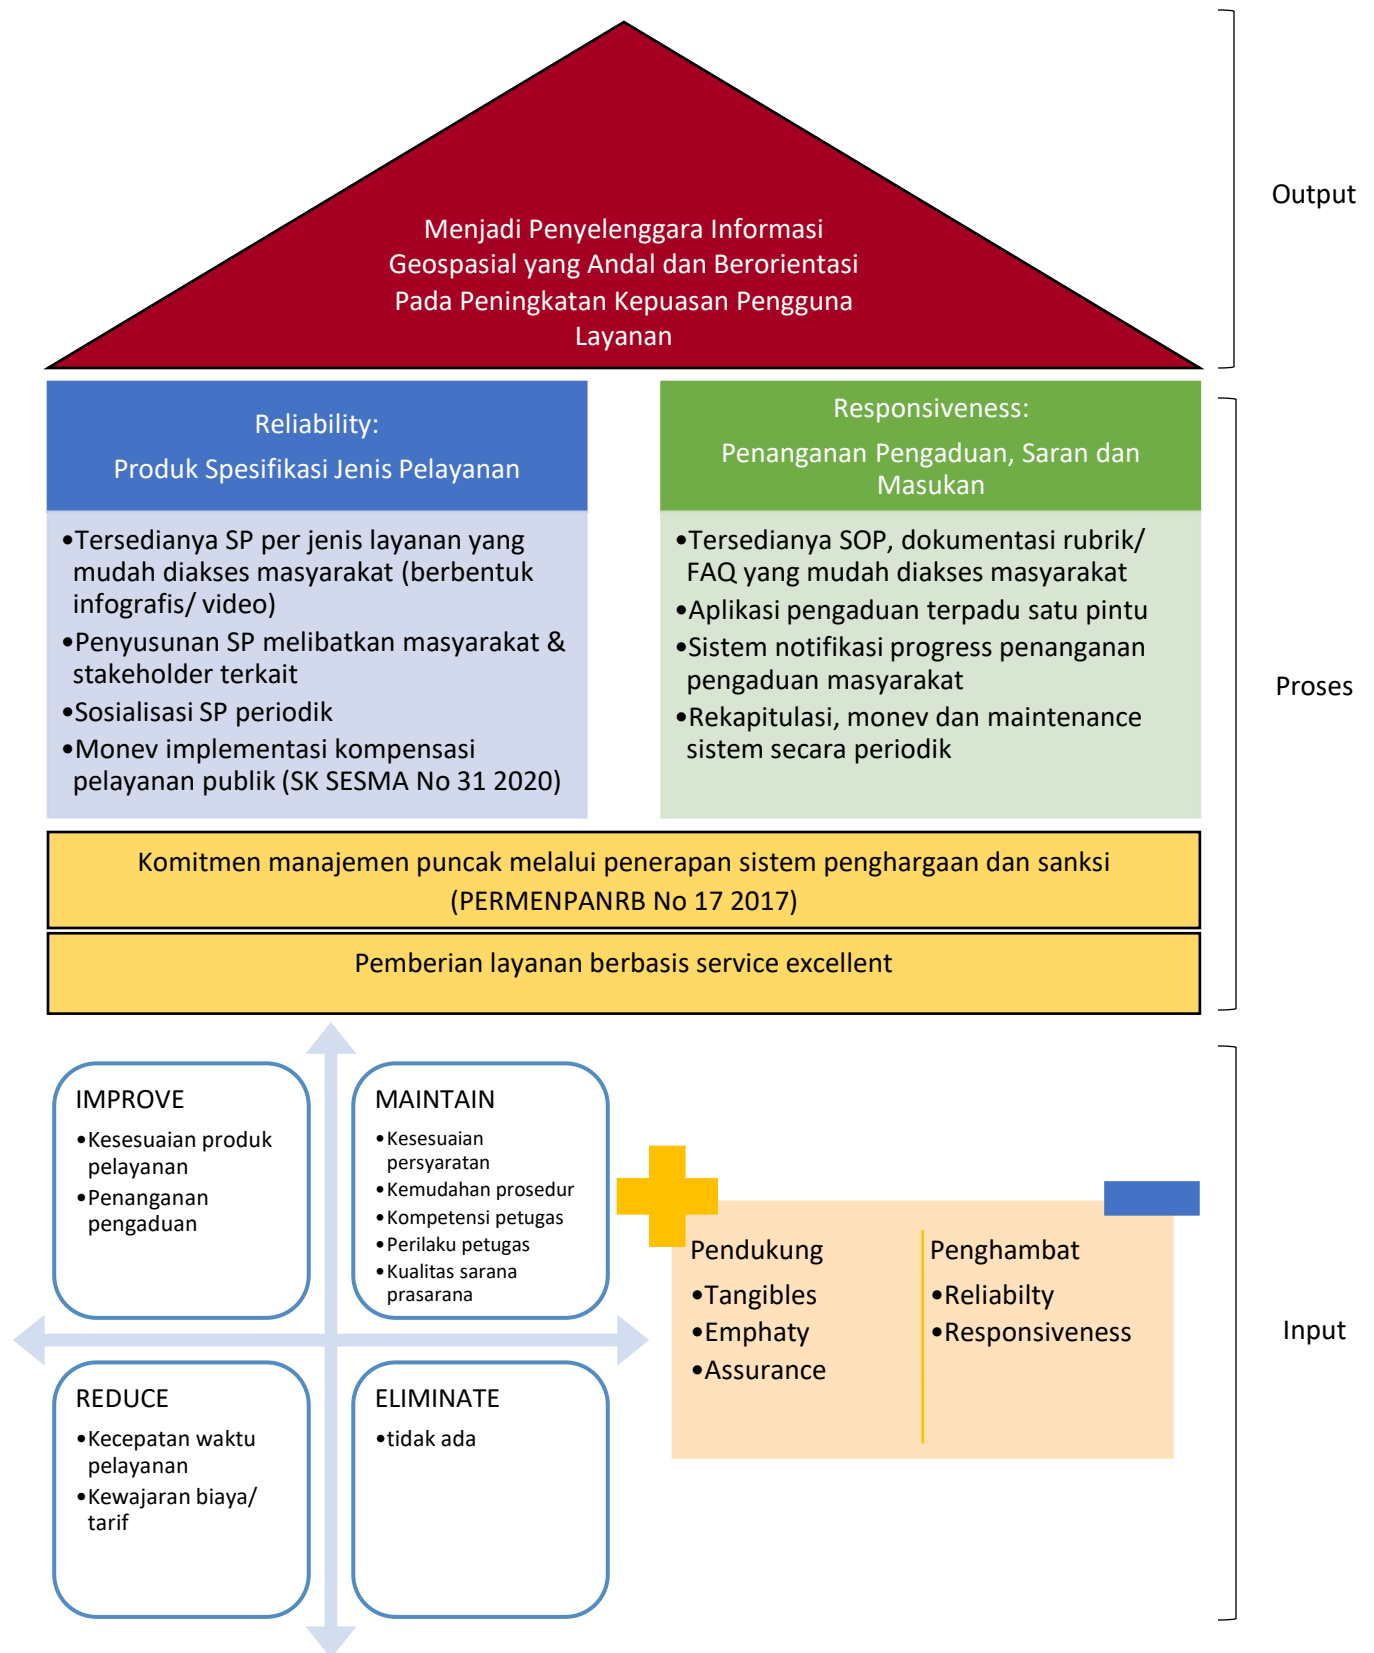 Menjadi Penyelenggara Informasi
Geospasial yang Andal dan Berorientasi
Pada Peningkatan Kepuasan Pengguna
Layanan
Output
Reliability:
Produk Spesifikasi Jenis Pelayanan
•Tersedianya SP per jenis layanan yang
mudah diakses masyarakat (berbentuk
infografis/ video)
•Penyusunan SP melibatkan masyarakat &
stakeholder terkait
•Sosialisasi SP periodik
•Monev implementasi kompensasi
pelayanan publik (SK SESMA No 31 2020)
Responsiveness:
Penanganan Pengaduan, Saran dan
Masukan
•Tersedianya SOP, dokumentasi rubrik/
FAQ yang mudah diakses masyarakat
•Aplikasi pengaduan terpadu satu pintu
•Sistem notifikasi progress penanganan
pengaduan masyarakat
•Rekapitulasi, monev dan maintenance
sistem secara periodik
Proses
Komitmen manajemen puncak melalui penerapan sistem penghargaan dan sanksi
(PERMENPANRB No 17 2017)
Pemberian layanan berbasis service excellent
IMPROVE
•Kesesuaian produk
pelayanan
•Penanganan
pengaduan
MAINTAIN
•Kesesuaian
persyaratan
•Kemudahan prosedur
•Kompetensi petugas
•Perilaku petugas
•Kualitas sarana
prasarana
REDUCE
•Kecepatan waktu
pelayanan
•Kewajaran biaya/
tarif
ELIMINATE
•tidak ada
Pendukung
•Tangibles
•Emphaty
•Assurance
Penghambat
•Reliabilty
•Responsiveness
Input